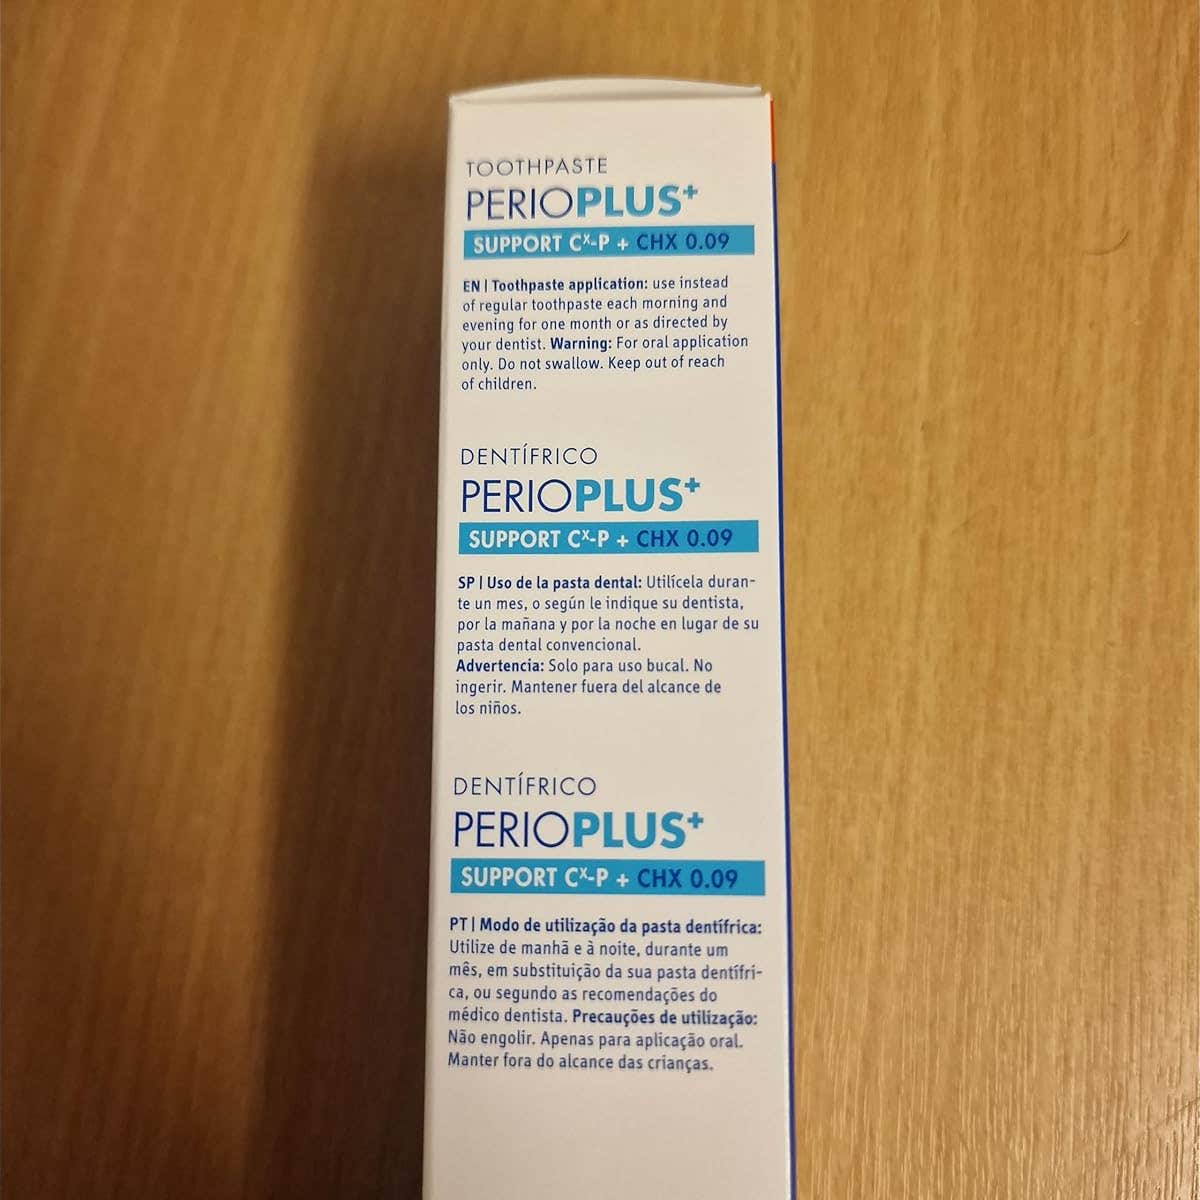 TOOTHPASTE
PERIOPLUS+
SUPPORT Cˣ-P + CHX 0.09
EN | Toothpaste application: use instead
of regular toothpaste each morning and
evening for one month or as directed by
your dentist. Warning: For oral application
only. Do not swallow. Keep out of reach
of children.
DENTÍFRICO
PERIOPLUS+
SUPPORT Cˣ-P + CHX 0.09
SP | Uso de la pasta dental: Utilícela duran-
te un mes, o según le indique su dentista,
por la mañana y por la noche en lugar de su
pasta dental convencional.
Advertencia: Solo para uso bucal. No
ingerir. Mantener fuera del alcance de
los niños.
DENTÍFRICO
PERIOPLUS+
SUPPORT Cˣ-P + CHX 0.09
PT | Modo de utilização da pasta dentífrica:
Utilize de manhã e à noite, durante um
mês, em substituição da sua pasta dentífri-
ca, ou segundo as recomendações do
médico dentista. Precauções de utilização:
Não engolir. Apenas para aplicação oral.
Manter fora do alcance das crianças.